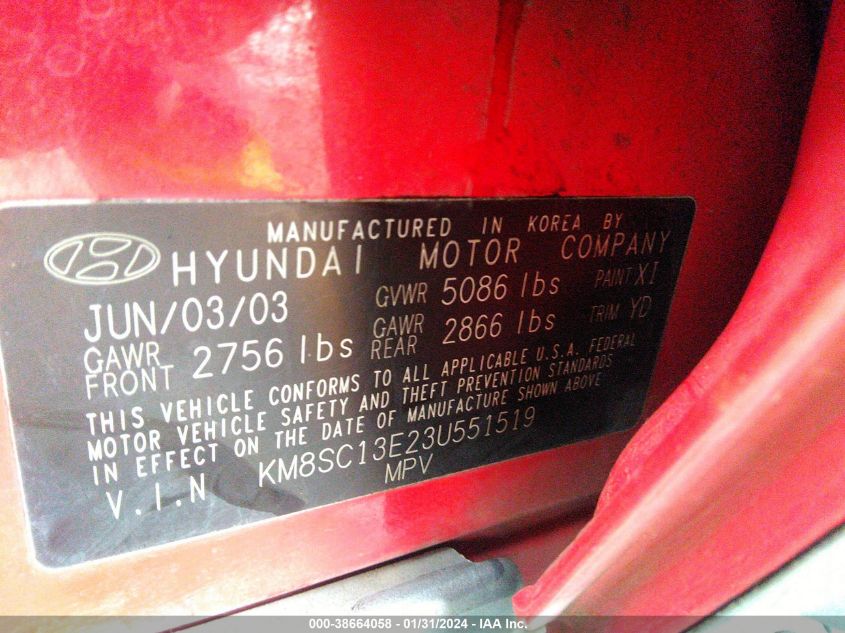 MANUFACTURED IN KOREA BY
HYUNDAI MOTOR COMPANY
JUN/03/03 GVWR 5086 lbs PAINT XI
GAWR FRONT 2756 lbs GAWR REAR 2866 lbs TRIM YD
THIS VEHICLE CONFORMS TO ALL APPLICABLE U.S.A. FEDERAL
MOTOR VEHICLE SAFETY AND THEFT PREVENTION STANDARDS
IN EFFECT ON THE DATE OF MANUFACTURE SHOWN ABOVE
V.I.N KM8SC13E23U551519
MPV
000-38664058 - 01/31/2024 - IAA Inc.